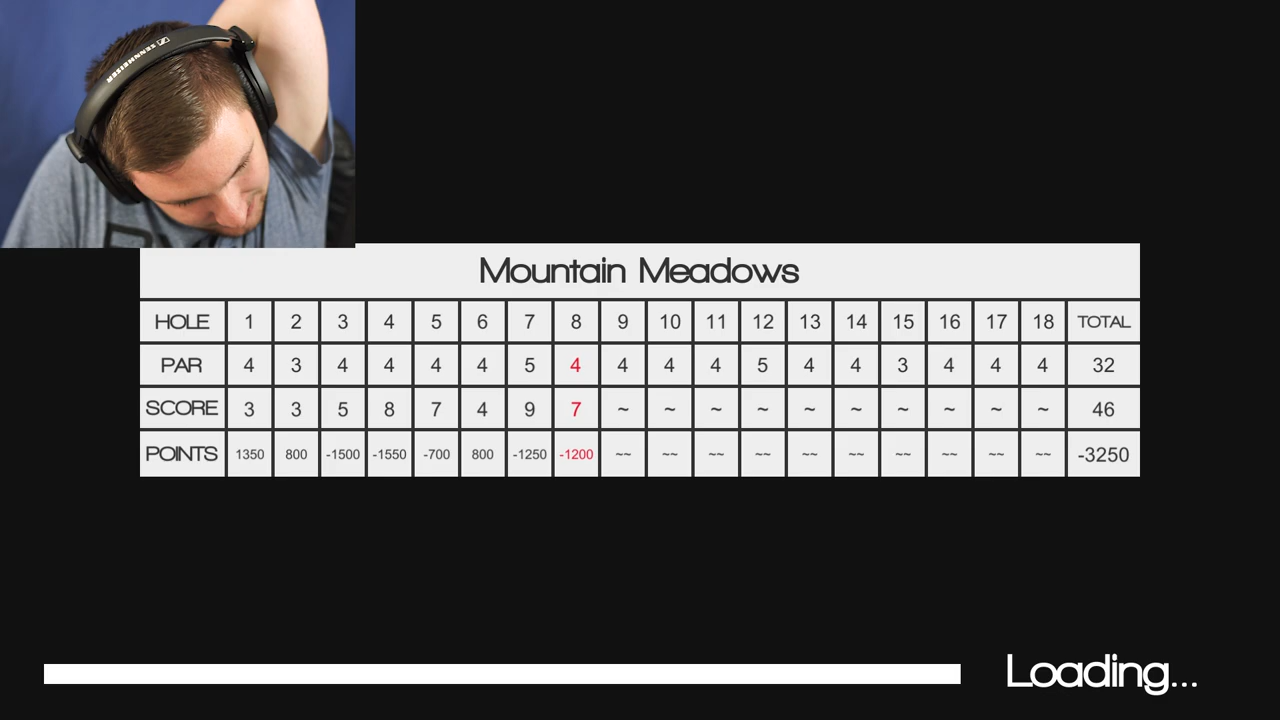 SENNHEISER
Mountain Meadows
HOLE 1 2 3 4 5 6 7 8 9 10 11 12 13 14 15 16 17 18 TOTAL
PAR 4 3 4 4 4 4 5 4 4 4 4 5 4 4 3 4 4 4 32
SCORE 3 3 5 8 7 4 9 7 ~ ~ ~ ~ ~ ~ ~ ~ ~ ~ 46
POINTS 1350 800 -1500 -1550 -700 800 -1250 -1200 ~~ ~~ ~~ ~~ ~~ ~~ ~~ ~~ ~~ ~~ -3250
Loading...